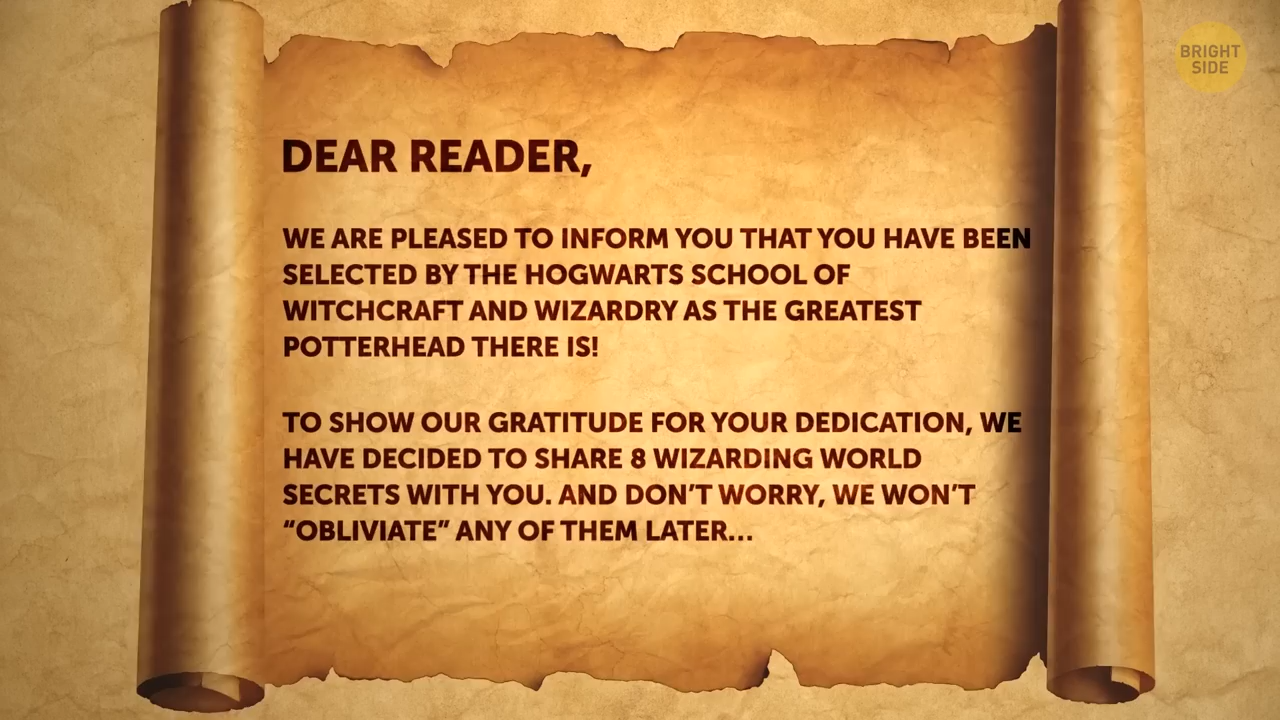 BRIGHT
SIDE
DEAR READER,
WE ARE PLEASED TO INFORM YOU THAT YOU HAVE BEEN
SELECTED BY THE HOGWARTS SCHOOL OF
WITCHCRAFT AND WIZARDRY AS THE GREATEST
POTTERHEAD THERE IS!
TO SHOW OUR GRATITUDE FOR YOUR DEDICATION, WE
HAVE DECIDED TO SHARE 8 WIZARDING WORLD
SECRETS WITH YOU. AND DON’T WORRY, WE WON’T
“OBLIVIATE” ANY OF THEM LATER...